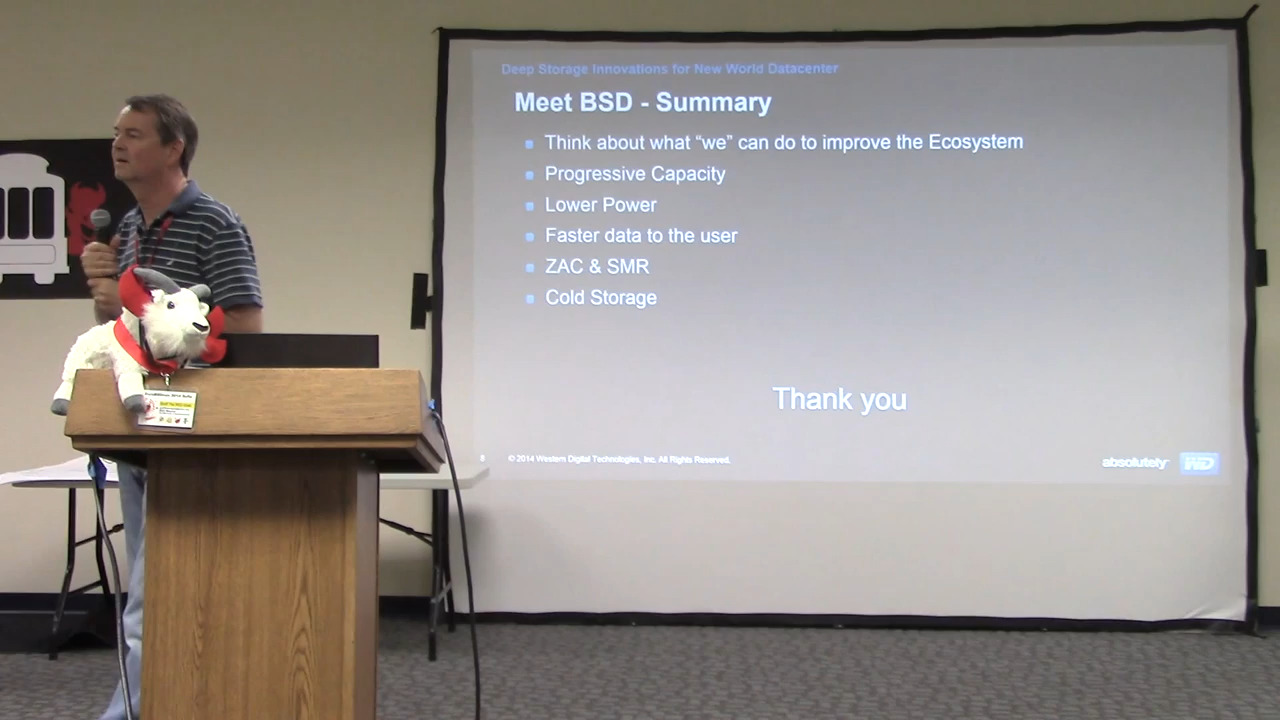 Deep Storage Innovations for New World Datacenter
Meet BSD - Summary
Think about what “we” can do to improve the Ecosystem
Progressive Capacity
Lower Power
Faster data to the user
ZAC & SMR
Cold Storage
Thank you
8
© 2014 Western Digital Technologies, Inc. All Rights Reserved.
absolutely
WD